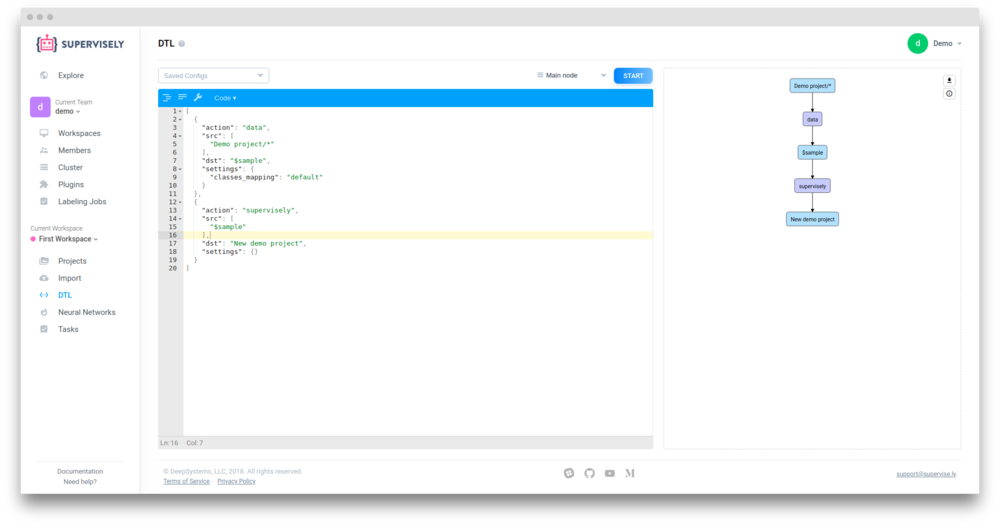 SUPERVISELY
DTL
d Demo
Explore
Current Team
d demo
Workspaces
Members
Cluster
Plugins
Labeling Jobs
Current Workspace
First Workspace
Projects
Import
DTL
Neural Networks
Tasks
Documentation
Need help?
Saved Configs
Main node
START
Code
1 [
2 {
3 "action": "data",
4 "src": [
5 "Demo project/*"
6 ],
7 "dst": "$sample",
8 "settings": {
9 "classes_mapping": "default"
10 }
11 },
12 {
13 "action": "supervisely",
14 "src": [
15 "$sample"
16 ],
17 "dst": "New demo project",
18 "settings": {}
19 }
20 ]
Ln: 16 Col: 7
Demo project/*
data
$sample
supervisely
New demo project
© DeepSystems, LLC, 2018. All rights reserved.
Terms of Service · Privacy Policy
support@supervise.ly